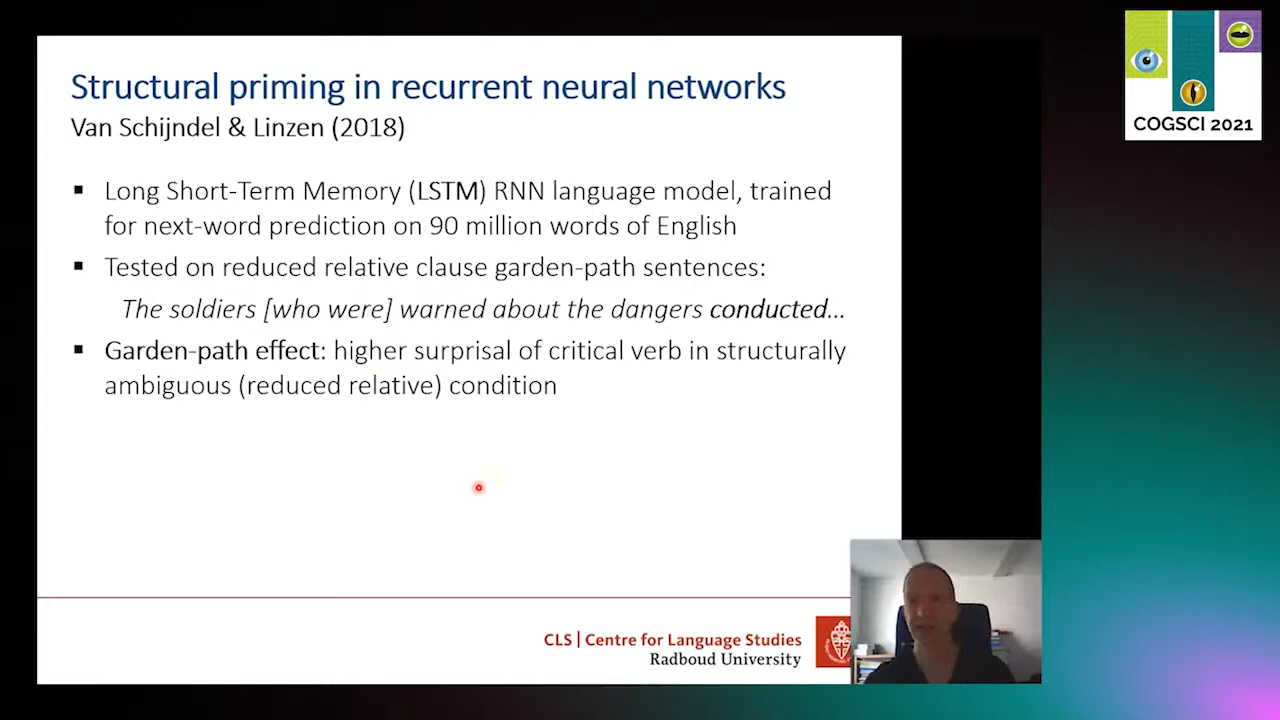 Structural priming in recurrent neural networks
Van Schijndel & Linzen (2018)
▪ Long Short-Term Memory (LSTM) RNN language model, trained
for next-word prediction on 90 million words of English
▪ Tested on reduced relative clause garden-path sentences:
The soldiers [who were] warned about the dangers conducted...
▪ Garden-path effect: higher surprisal of critical verb in structurally
ambiguous (reduced relative) condition
CLS | Centre for Language Studies
Radboud University
COGSCI 2021